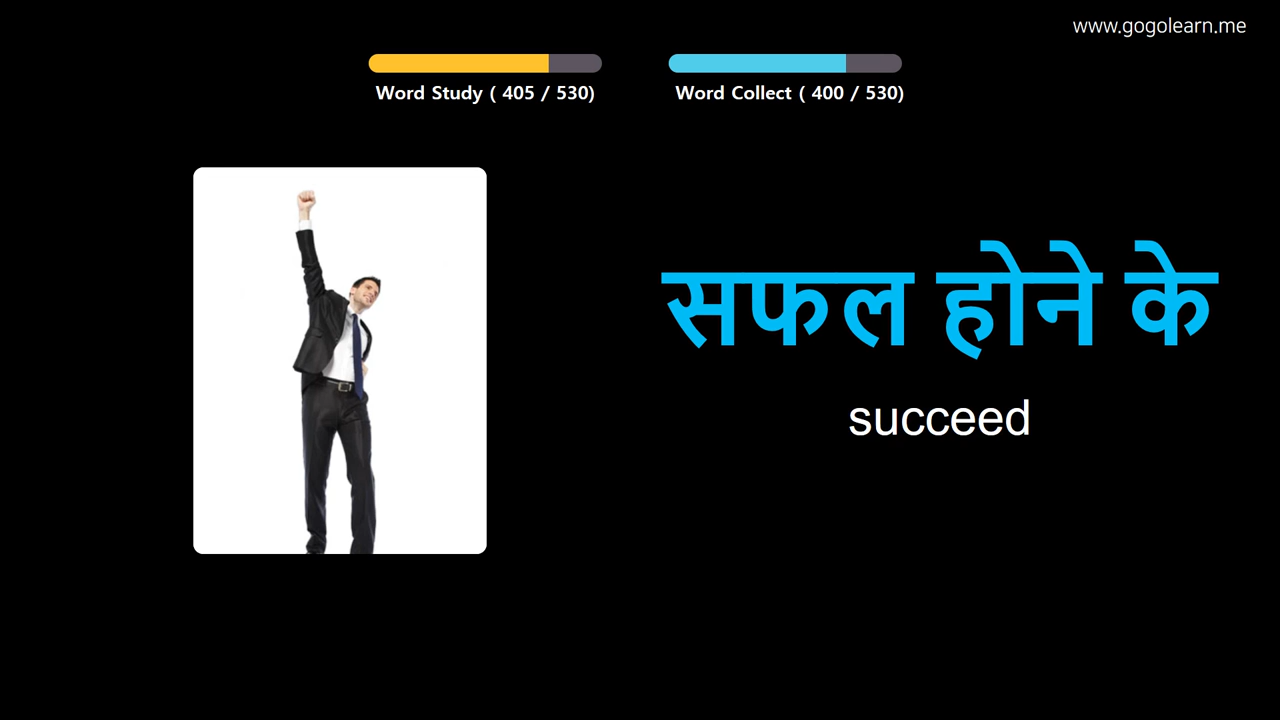 www.gogolearn.me
Word Study ( 405 / 530)
Word Collect ( 400 / 530)
सफल होने के
succeed